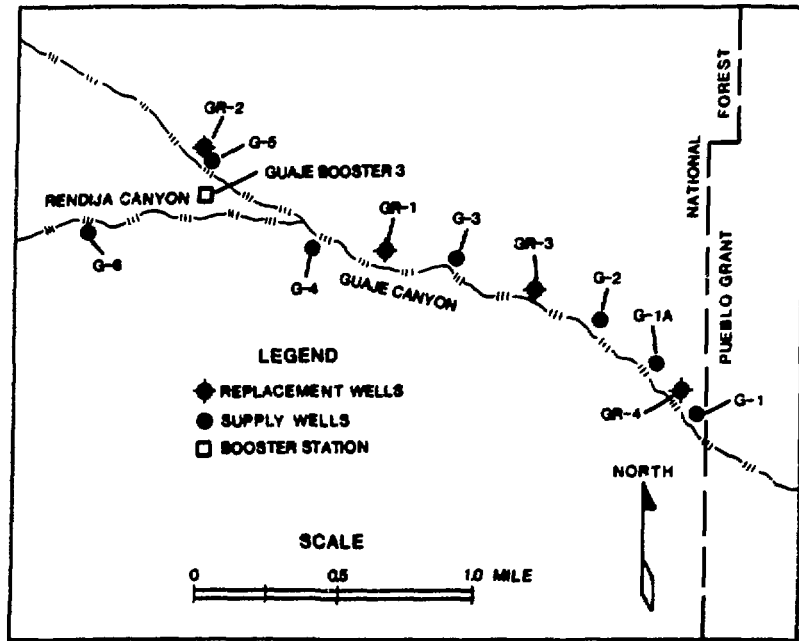 NATIONAL FOREST
PUEBLO GRANT
GR-2
G-5
GUAJE BOOSTER 3
RENDIJA CANYON
G-6
G-4
GR-1
G-3
GUAJE CANYON
GR-3
G-2
G-1A
GR-4
G-1
LEGEND
REPLACEMENT WELLS
SUPPLY WELLS
BOOSTER STATION
NORTH
SCALE
0 0.5 1.0 MILE